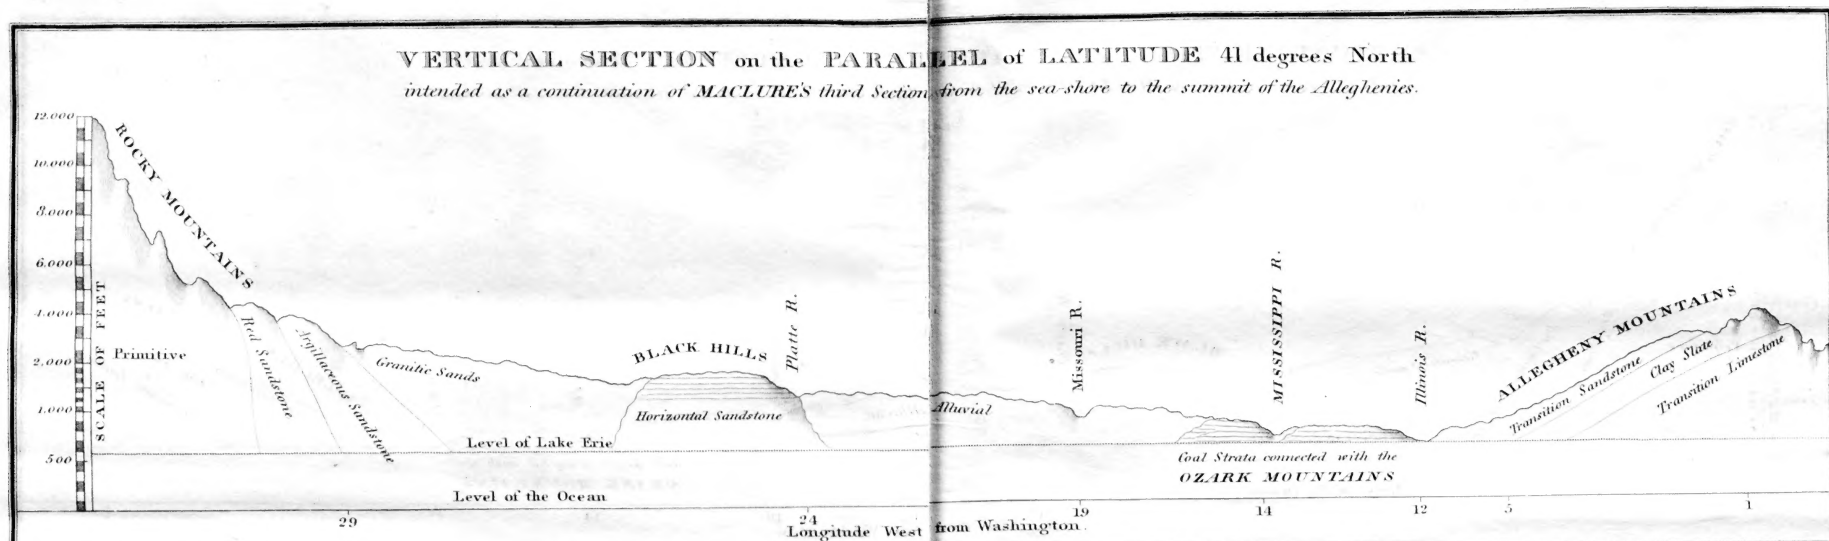 VERTICAL SECTION on the PARALLEL of LATITUDE 41 degrees North
intended as a continuation of MACLURE'S third Section from the sea-shore to the summit of the Alleghenies.
12.000
10.000
8.000
6.000
4.000
2.000
1.000
500
SCALE OF FEET
ROCKY MOUNTAINS
Primitive
Red Sandstone
Argillaceous Sandstone
Granitic Sands
BLACK HILLS
Horizontal Sandstone
Platte R.
Level of Lake Erie
Level of the Ocean
Alluvial
Missouri R.
MISSISSIPPI R.
Illinois R.
Coal Strata connected with the
OZARK MOUNTAINS
ALLEGHENY MOUNTAINS
Transition Sandstone
Clay Slate
Transition Limestone
29
24
19
14
12
5
1
Longitude West from Washington.